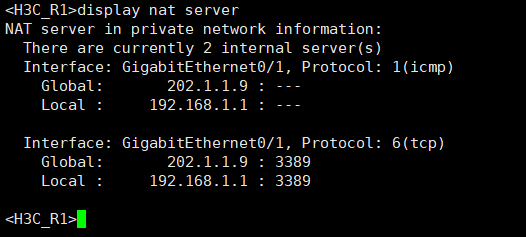 <H3C_R1>display nat server
NAT server in private network information:
  There are currently 2 internal server(s)
  Interface: GigabitEthernet0/1, Protocol: 1(icmp)
    Global:        202.1.1.9 : ---
    Local :      192.168.1.1 : ---

  Interface: GigabitEthernet0/1, Protocol: 6(tcp)
    Global:        202.1.1.9 : 3389
    Local :      192.168.1.1 : 3389

<H3C_R1>